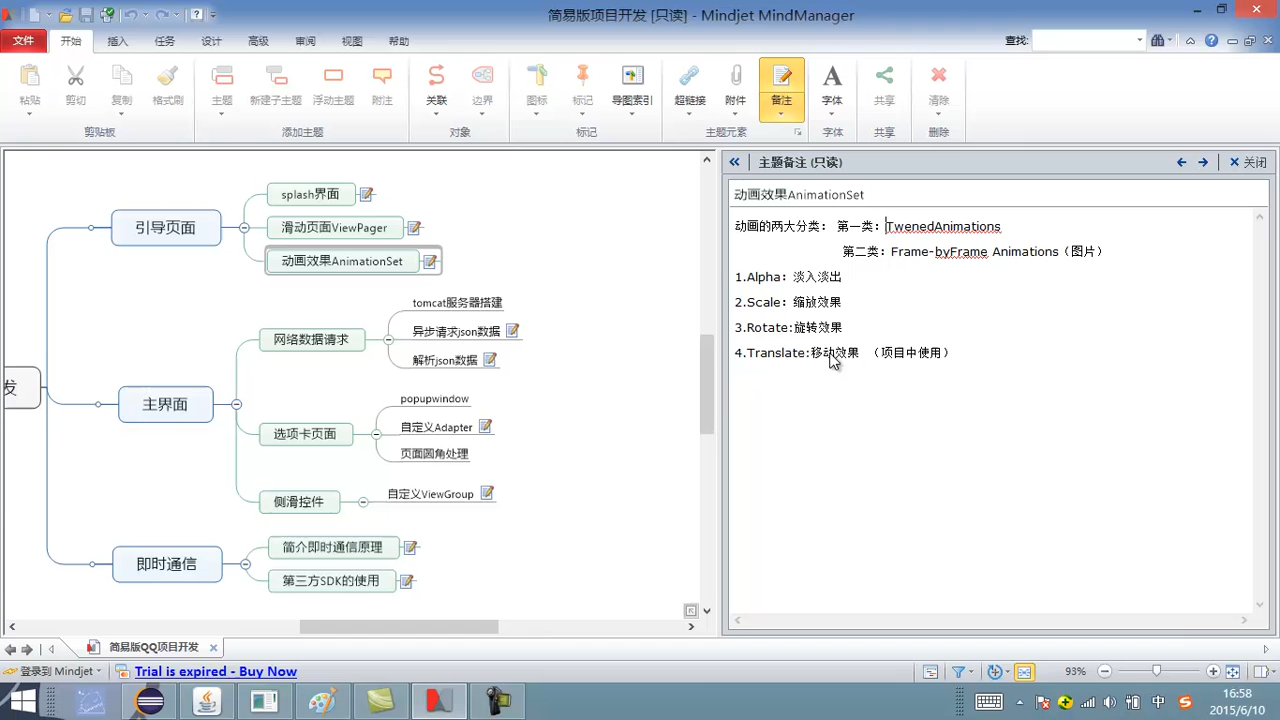 简易版项目开发 [只读] - Mindjet MindManager
文件 开始 插入 任务 设计 高级 审阅 视图 帮助 查找:
粘贴 剪切 复制 格式刷 主题 新建子主题 浮动主题 附注 关联 边界 图标 标记 导图索引 超链接 附件 备注 字体 共享 清除
剪贴板 添加主题 对象 标记 主题元素 字体 共享 删除
发
引导页面
splash界面
滑动页面ViewPager
动画效果AnimationSet
主界面
网络数据请求
tomcat服务器搭建
异步请求json数据
解析json数据
选项卡页面
popupwindow
自定义Adapter
页面圆角处理
侧滑控件
自定义ViewGroup
即时通信
简介即时通信原理
第三方SDK的使用
主题备注 (只读) 关闭
动画效果AnimationSet
动画的两大分类： 第一类：TwenedAnimations
第二类：Frame-byFrame Animations（图片）
1.Alpha：淡入淡出
2.Scale：缩放效果
3.Rotate:旋转效果
4.Translate:移动效果 （项目中使用）
简易版QQ项目开发
登录到 Mindjet Trial is expired - Buy Now 93%
中 16:58
2015/6/10